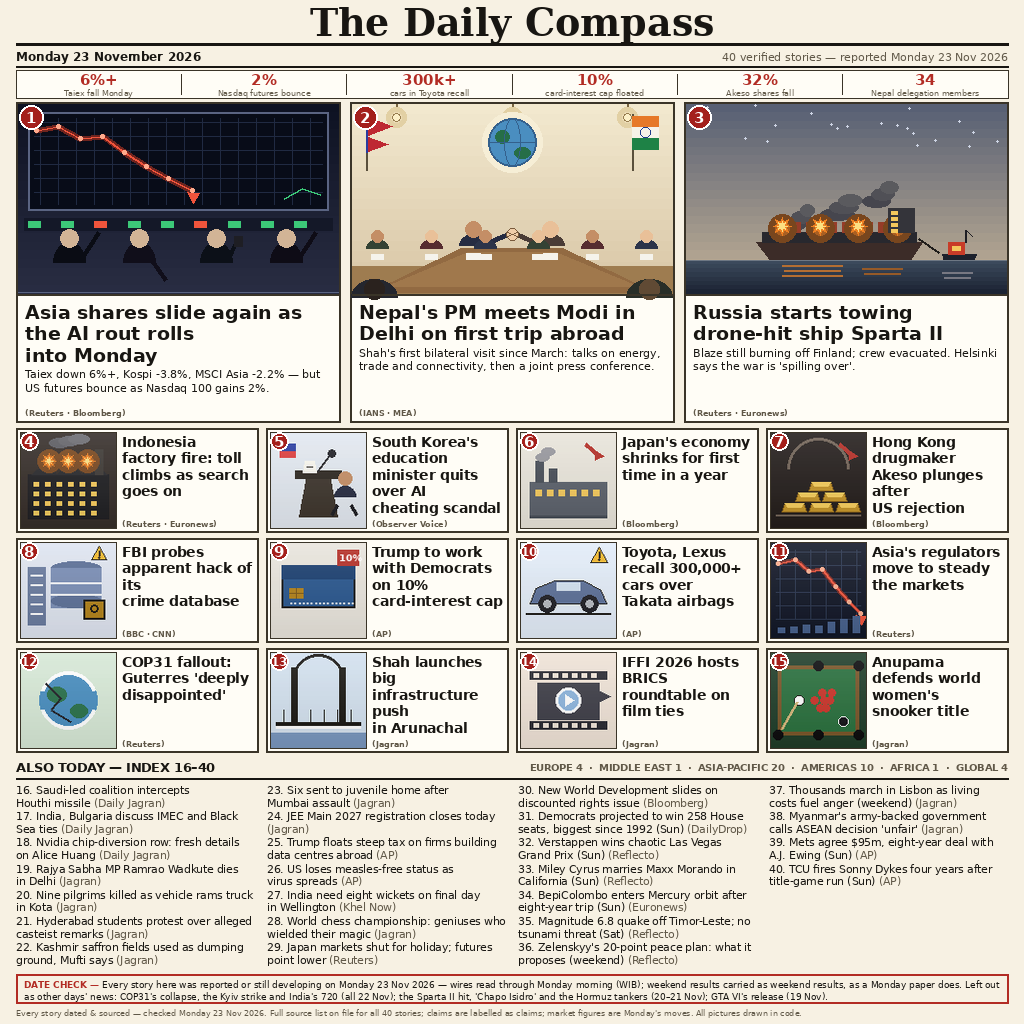 The Daily Compass
Monday 23 November 2026
40 verified stories — reported Monday 23 Nov 2026
6%+
Taiex fall Monday
2%
Nasdaq futures bounce
300k+
cars in Toyota recall
10%
card-interest cap floated
32%
Akeso shares fall
34
Nepal delegation members
1
Asia shares slide again as
the AI rout rolls
into Monday
Taiex down 6%+, Kospi -3.8%, MSCI Asia -2.2% — but
US futures bounce as Nasdaq 100 gains 2%.
(Reuters · Bloomberg)
2
Nepal's PM meets Modi in
Delhi on first trip abroad
Shah's first bilateral visit since March: talks on energy,
trade and connectivity, then a joint press conference.
(IANS · MEA)
3
Russia starts towing
drone-hit ship Sparta II
Blaze still burning off Finland; crew evacuated. Helsinki
says the war is 'spilling over'.
(Reuters · Euronews)
4
Indonesia
factory fire: toll
climbs as search
goes on
(Reuters · Euronews)
5
South Korea's
education
minister quits
over AI
cheating scandal
(Observer Voice)
6
Japan's economy
shrinks for first
time in a year
(Bloomberg)
7
Hong Kong
drugmaker
Akeso plunges
after
US rejection
(Bloomberg)
8
FBI probes
apparent hack of
its
crime database
(BBC · CNN)
9
10%
Trump to work
with Democrats
on 10%
card-interest cap
(AP)
10
Toyota, Lexus
recall 300,000+
cars over
Takata airbags
(AP)
11
Asia's regulators
move to steady
the markets
(Reuters)
12
COP31 fallout:
Guterres 'deeply
disappointed'
(Reuters)
13
Shah launches
big
infrastructure
push
in Arunachal
(Jagran)
14
IFFI 2026 hosts
BRICS
roundtable on
film ties
(Jagran)
15
Anupama
defends world
women's
snooker title
(Jagran)
ALSO TODAY — INDEX 16–40
EUROPE 4 · MIDDLE EAST 1 · ASIA-PACIFIC 20 · AMERICAS 10 · AFRICA 1 · GLOBAL 4
16. Saudi-led coalition intercepts
Houthi missile (Daily Jagran)
17. India, Bulgaria discuss IMEC and Black
Sea ties (Daily Jagran)
18. Nvidia chip-diversion row: fresh details
on Alice Huang (Daily Jagran)
19. Rajya Sabha MP Ramrao Wadkute dies
in Delhi (Jagran)
20. Nine pilgrims killed as vehicle rams truck
in Kota (Jagran)
21. Hyderabad students protest over alleged
casteist remarks (Jagran)
22. Kashmir saffron fields used as dumping
ground, Mufti says (Jagran)
23. Six sent to juvenile home after
Mumbai assault (Jagran)
24. JEE Main 2027 registration closes today
(Jagran)
25. Trump floats steep tax on firms building
data centres abroad (AP)
26. US loses measles-free status as
virus spreads (AP)
27. India need eight wickets on final day
in Wellington (Khel Now)
28. World chess championship: geniuses who
wielded their magic (Jagran)
29. Japan markets shut for holiday; futures
point lower (Reuters)
30. New World Development slides on
discounted rights issue (Bloomberg)
31. Democrats projected to win 258 House
seats, biggest since 1992 (Sun) (DailyDrop)
32. Verstappen wins chaotic Las Vegas
Grand Prix (Sun) (Reflecto)
33. Miley Cyrus marries Maxx Morando in
California (Sun) (Reflecto)
34. BepiColombo enters Mercury orbit after
eight-year trip (Sun) (Euronews)
35. Magnitude 6.8 quake off Timor-Leste; no
tsunami threat (Sat) (Reflecto)
36. Zelenskyy's 20-point peace plan: what it
proposes (weekend) (Reflecto)
37. Thousands march in Lisbon as living
costs fuel anger (weekend) (Jagran)
38. Myanmar's army-backed government
calls ASEAN decision 'unfair' (Jagran)
39. Mets agree $95m, eight-year deal with
A.J. Ewing (Sun) (AP)
40. TCU fires Sonny Dykes four years after
title-game run (Sun) (AP)
DATE CHECK — Every story here was reported or still developing on Monday 23 Nov 2026 — wires read through Monday morning (WIB); weekend results carried as weekend results, as a Monday paper does. Left out
as other days' news: COP31's collapse, the Kyiv strike and India's 720 (all 22 Nov); the Sparta II hit, 'Chapo Isidro' and the Hormuz tankers (20–21 Nov); GTA VI's release (19 Nov).
Every story dated & sourced — checked Monday 23 Nov 2026. Full source list on file for all 40 stories; claims are labelled as claims; market figures are Monday's moves. All pictures drawn in code.